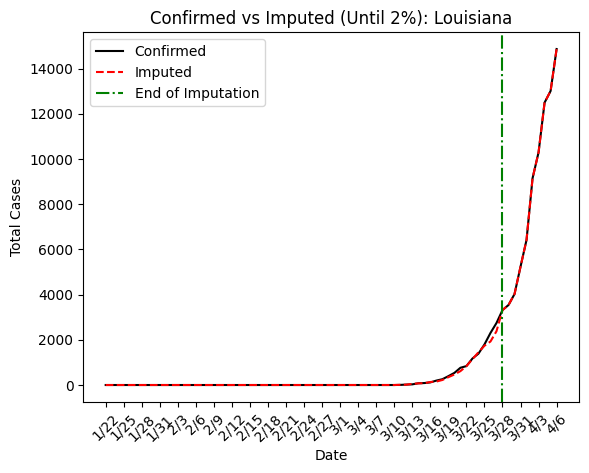 Confirmed vs Imputed (Until 2%): Louisiana
Confirmed
Imputed
End of Imputation
14000
12000
10000
8000
6000
4000
2000
0
Total Cases
1/22 1/25 1/28 1/31 2/3 2/6 2/9 2/12 2/15 2/18 2/21 2/24 2/27 3/1 3/4 3/7 3/10 3/13 3/16 3/19 3/22 3/25 3/28 3/31 4/3 4/6
Date